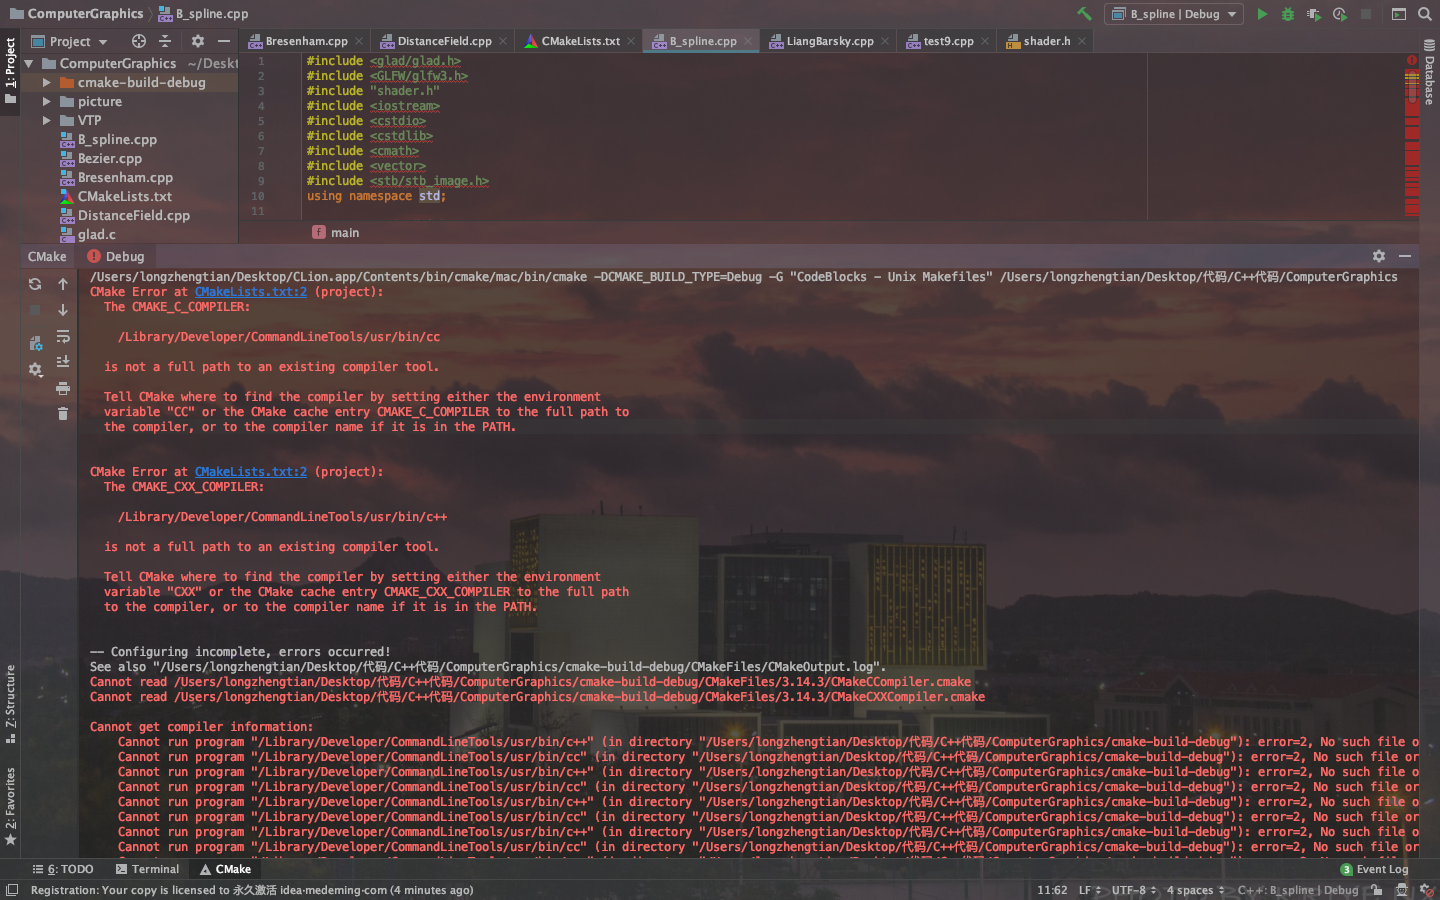 ComputerGraphics B_spline.cpp B_spline | Debug
1: Project
Project
Bresenham.cpp DistanceField.cpp CMakeLists.txt B_spline.cpp LiangBarsky.cpp test9.cpp shader.h
Database
ComputerGraphics ~/Deskt
cmake-build-debug
picture
VTP
B_spline.cpp
Bezier.cpp
Bresenham.cpp
CMakeLists.txt
DistanceField.cpp
glad.c
1 #include <glad/glad.h>
2 #include <GLFW/glfw3.h>
3 #include "shader.h"
4 #include <iostream>
5 #include <cstdio>
6 #include <cstdlib>
7 #include <cmath>
8 #include <vector>
9 #include <stb/stb_image.h>
10 using namespace std;
11
f main
CMake Debug
/Users/longzhengtian/Desktop/CLion.app/Contents/bin/cmake/mac/bin/cmake -DCMAKE_BUILD_TYPE=Debug -G "CodeBlocks - Unix Makefiles" /Users/longzhengtian/Desktop/代码/C++代码/ComputerGraphics
CMake Error at CMakeLists.txt:2 (project):
The CMAKE_C_COMPILER:
/Library/Developer/CommandLineTools/usr/bin/cc
is not a full path to an existing compiler tool.
Tell CMake where to find the compiler by setting either the environment
variable "CC" or the CMake cache entry CMAKE_C_COMPILER to the full path to
the compiler, or to the compiler name if it is in the PATH.
CMake Error at CMakeLists.txt:2 (project):
The CMAKE_CXX_COMPILER:
/Library/Developer/CommandLineTools/usr/bin/c++
is not a full path to an existing compiler tool.
Tell CMake where to find the compiler by setting either the environment
variable "CXX" or the CMake cache entry CMAKE_CXX_COMPILER to the full path
to the compiler, or to the compiler name if it is in the PATH.
-- Configuring incomplete, errors occurred!
See also "/Users/longzhengtian/Desktop/代码/C++代码/ComputerGraphics/cmake-build-debug/CMakeFiles/CMakeOutput.log".
Cannot read /Users/longzhengtian/Desktop/代码/C++代码/ComputerGraphics/cmake-build-debug/CMakeFiles/3.14.3/CMakeCCompiler.cmake
Cannot read /Users/longzhengtian/Desktop/代码/C++代码/ComputerGraphics/cmake-build-debug/CMakeFiles/3.14.3/CMakeCXXCompiler.cmake
Cannot get compiler information:
Cannot run program "/Library/Developer/CommandLineTools/usr/bin/c++" (in directory "/Users/longzhengtian/Desktop/代码/C++代码/ComputerGraphics/cmake-build-debug"): error=2, No such file o
Cannot run program "/Library/Developer/CommandLineTools/usr/bin/cc" (in directory "/Users/longzhengtian/Desktop/代码/C++代码/ComputerGraphics/cmake-build-debug"): error=2, No such file or
Cannot run program "/Library/Developer/CommandLineTools/usr/bin/c++" (in directory "/Users/longzhengtian/Desktop/代码/C++代码/ComputerGraphics/cmake-build-debug"): error=2, No such file o
Cannot run program "/Library/Developer/CommandLineTools/usr/bin/cc" (in directory "/Users/longzhengtian/Desktop/代码/C++代码/ComputerGraphics/cmake-build-debug"): error=2, No such file or
Cannot run program "/Library/Developer/CommandLineTools/usr/bin/c++" (in directory "/Users/longzhengtian/Desktop/代码/C++代码/ComputerGraphics/cmake-build-debug"): error=2, No such file o
Cannot run program "/Library/Developer/CommandLineTools/usr/bin/cc" (in directory "/Users/longzhengtian/Desktop/代码/C++代码/ComputerGraphics/cmake-build-debug"): error=2, No such file or
Cannot run program "/Library/Developer/CommandLineTools/usr/bin/c++" (in directory "/Users/longzhengtian/Desktop/代码/C++代码/ComputerGraphics/cmake-build-debug"): error=2, No such file o
Cannot run program "/Library/Developer/CommandLineTools/usr/bin/cc" (in directory "/Users/longzhengtian/Desktop/代码/C++代码/ComputerGraphics/cmake-build-debug"): error=2, No such file or
Z: Structure
2: Favorites
6: TODO Terminal CMake 3 Event Log
Registration: Your copy is licensed to 永久激活 idea-medeming-com (4 minutes ago) 11:62 LF UTF-8 4 spaces C++: B_spline | Debug